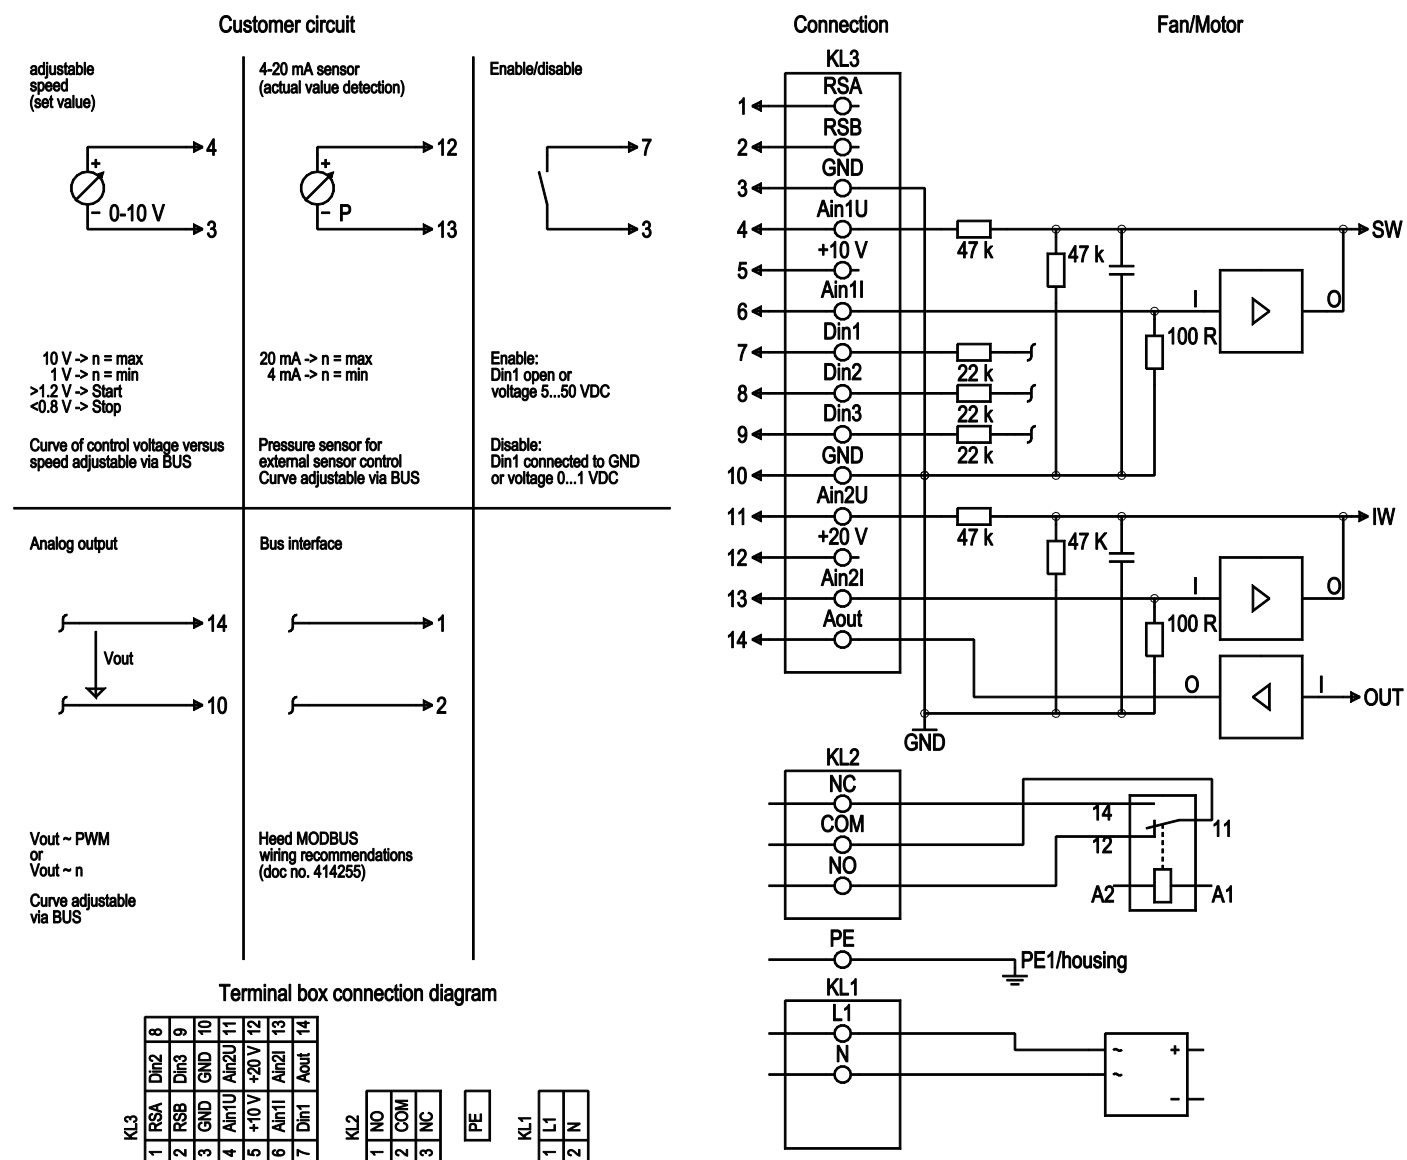 Customer circuit
Connection
Fan/Motor
adjustable
speed
(set value)
4
+
- 0-10 V
3
10 V -> n = max
1 V -> n = min
>1.2 V -> Start
<0.8 V -> Stop
Curve of control voltage versus
speed adjustable via BUS
4-20 mA sensor
(actual value detection)
12
+
- P
13
20 mA -> n = max
4 mA -> n = min
Pressure sensor for
external sensor control
Curve adjustable via BUS
Enable/disable
7
3
Enable:
Din1 open or
voltage 5...50 VDC
Disable:
Din1 connected to GND
or voltage 0...1 VDC
Analog output
14
Vout
10
Vout ~ PWM
or
Vout ~ n
Curve adjustable
via BUS
Bus interface
1
2
Heed MODBUS
wiring recommendations
(doc no. 414255)
KL3
RSA
1
RSB
2
GND
3
Ain1U
4
47 k
47 k
SW
+10 V
5
Ain1I
6
I
O
100 R
Din1
7
22 k
Din2
8
22 k
Din3
9
22 k
GND
10
Ain2U
11
47 k
47 K
IW
+20 V
12
Ain2I
13
I
O
100 R
Aout
14
O
I
OUT
GND
KL2
NC
14
COM
11
12
NO
A2
A1
PE
PE1/housing
KL1
L1
N
~
+
~
-
Terminal box connection diagram
KL3
8 9 10 11 12 13 14
Din2 Din3 GND Ain2U +20 V Ain2I Aout
RSA RSB GND Ain1U +10 V Ain1I Din1
1 2 3 4 5 6 7
KL2
NO COM NC
1 2 3
PE
KL1
L1 N
1 2